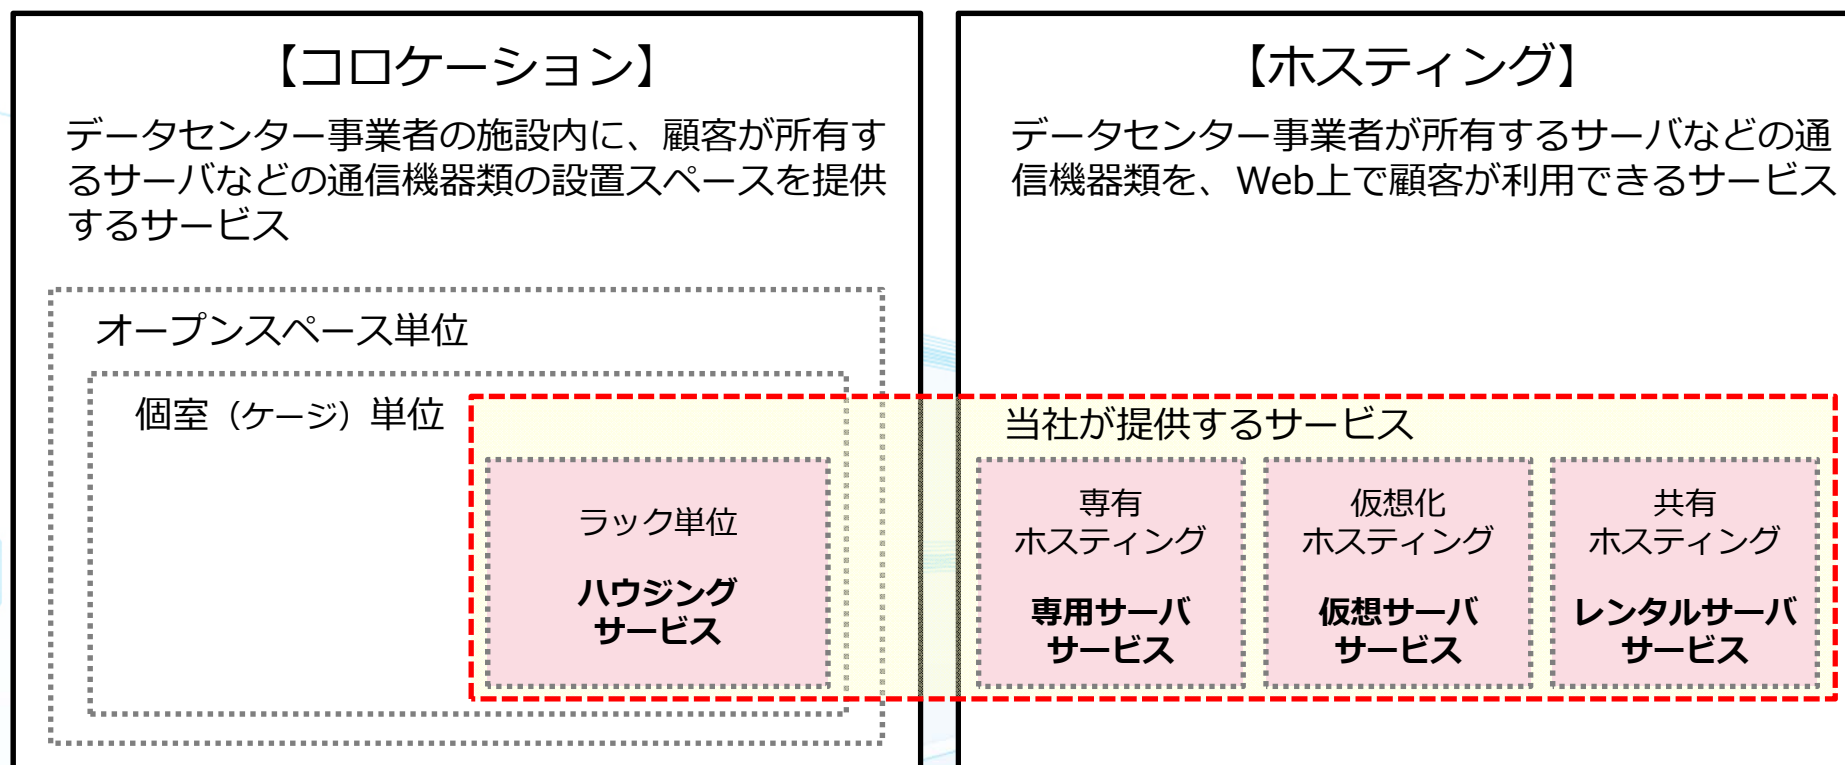 【コロケーション】
データセンター事業者の施設内に、顧客が所有す
るサーバなどの通信機器類の設置スペースを提供
するサービス
オープンスペース単位
個室（ケージ）単位
ラック単位
ハウジング
サービス
【ホスティング】
データセンター事業者が所有するサーバなどの通
信機器類を、Web上で顧客が利用できるサービス
当社が提供するサービス
専有
ホスティング
専用サーバ
サービス
仮想化
ホスティング
仮想サーバ
サービス
共有
ホスティング
レンタルサーバ
サービス